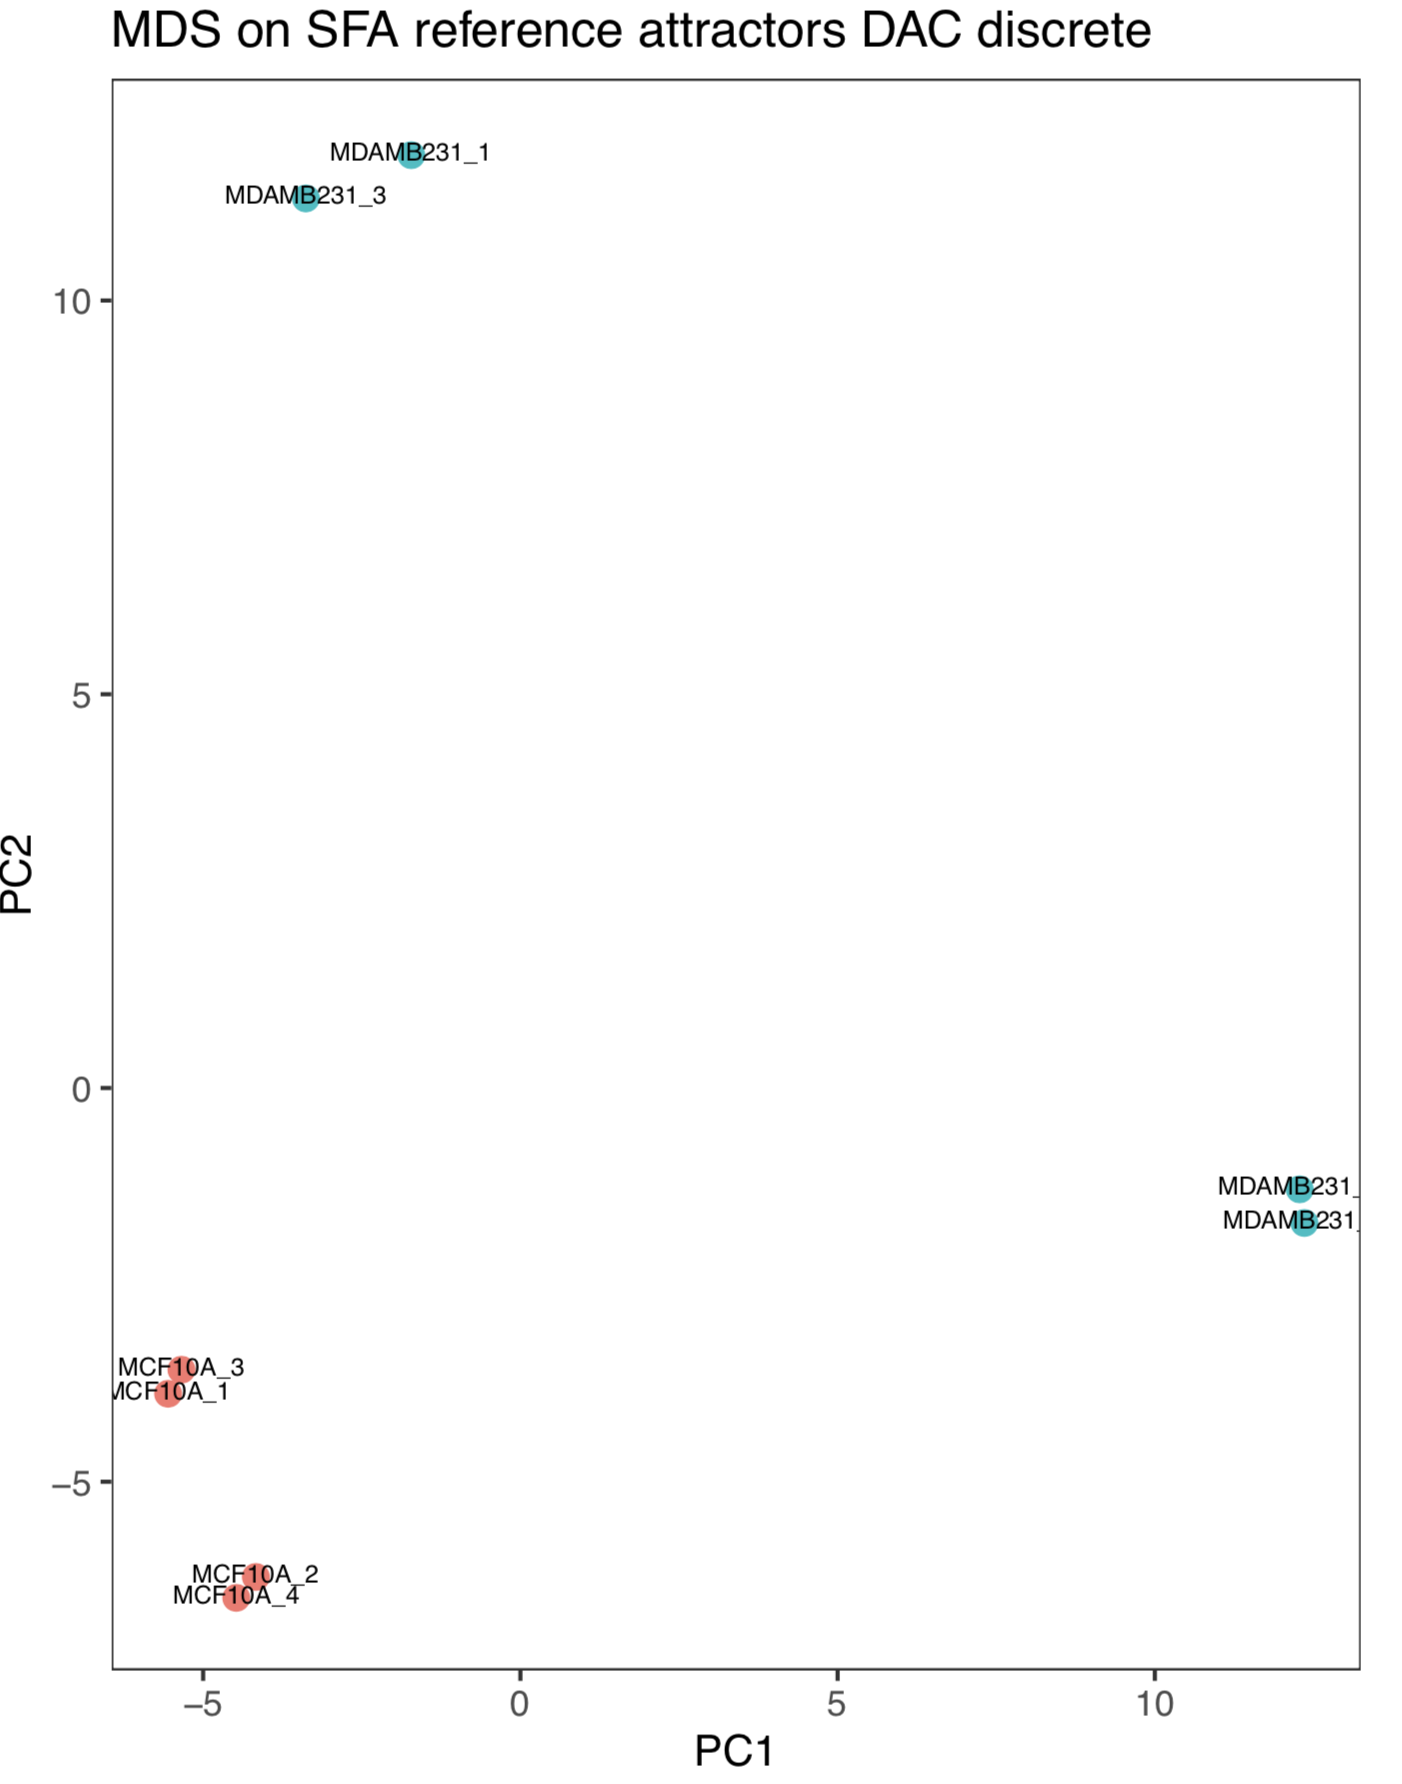 MDS on SFA reference attractors DAC discrete
MDAMB231_1
MDAMB231_3
10
5
PC2
0
MDAMB231_
MDAMB231_
MCF10A_3
MCF10A_1
−5
MCF10A_2
MCF10A_4
−5
0
5
10
PC1